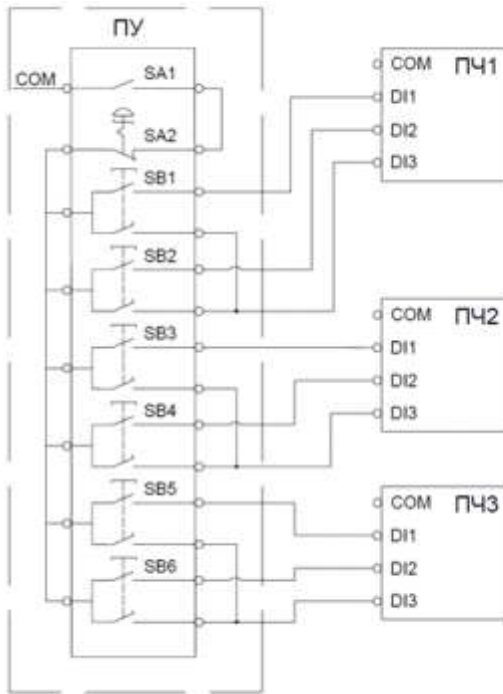 ПУ
COM
SA1
SA2
SB1
SB2
SB3
SB4
SB5
SB6
COM ПЧ1
DI1
DI2
DI3
COM ПЧ2
DI1
DI2
DI3
COM ПЧ3
DI1
DI2
DI3